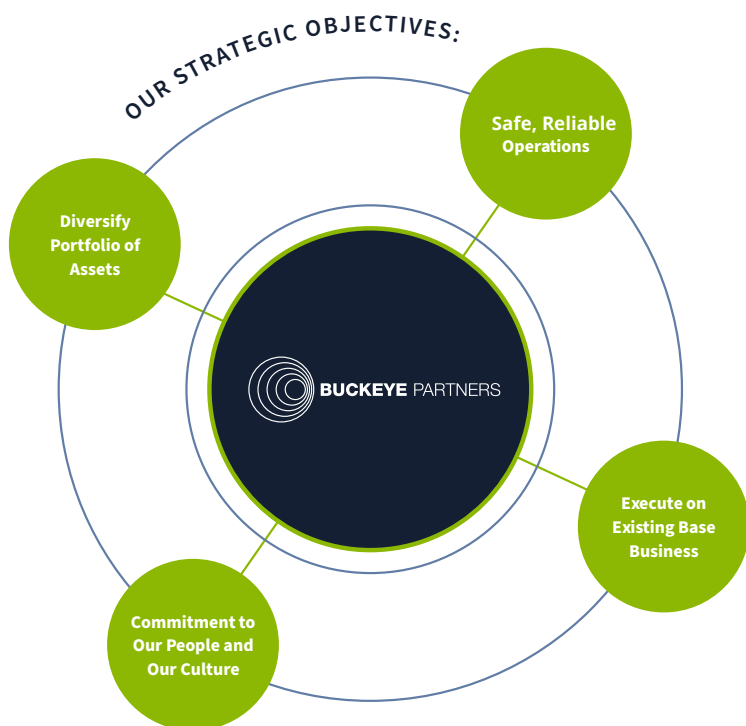 OUR STRATEGIC OBJECTIVES:
Safe, Reliable
Operations
Diversify
Portfolio of
Assets
BUCKEYE PARTNERS
Execute on
Existing Base
Business
Commitment to
Our People and
Our Culture